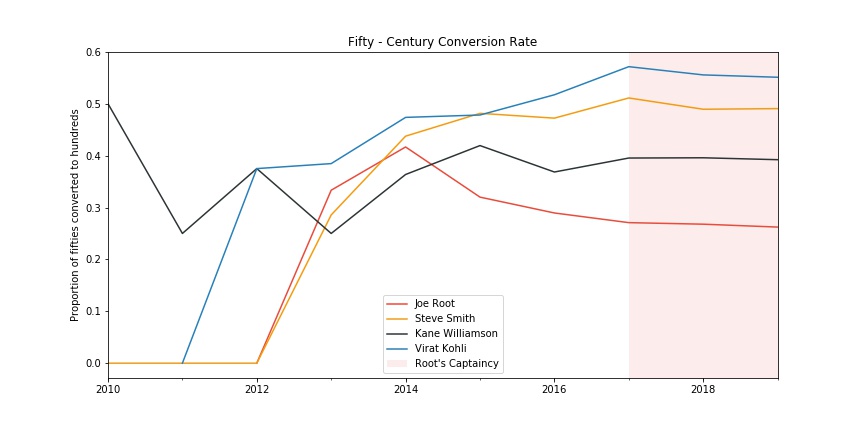 Fifty - Century Conversion Rate
Proportion of fifties converted to hundreds
0.6
0.5
0.4
0.3
0.2
0.1
0.0
2010 2012 2014 2016 2018
Joe Root
Steve Smith
Kane Williamson
Virat Kohli
Root's Captaincy